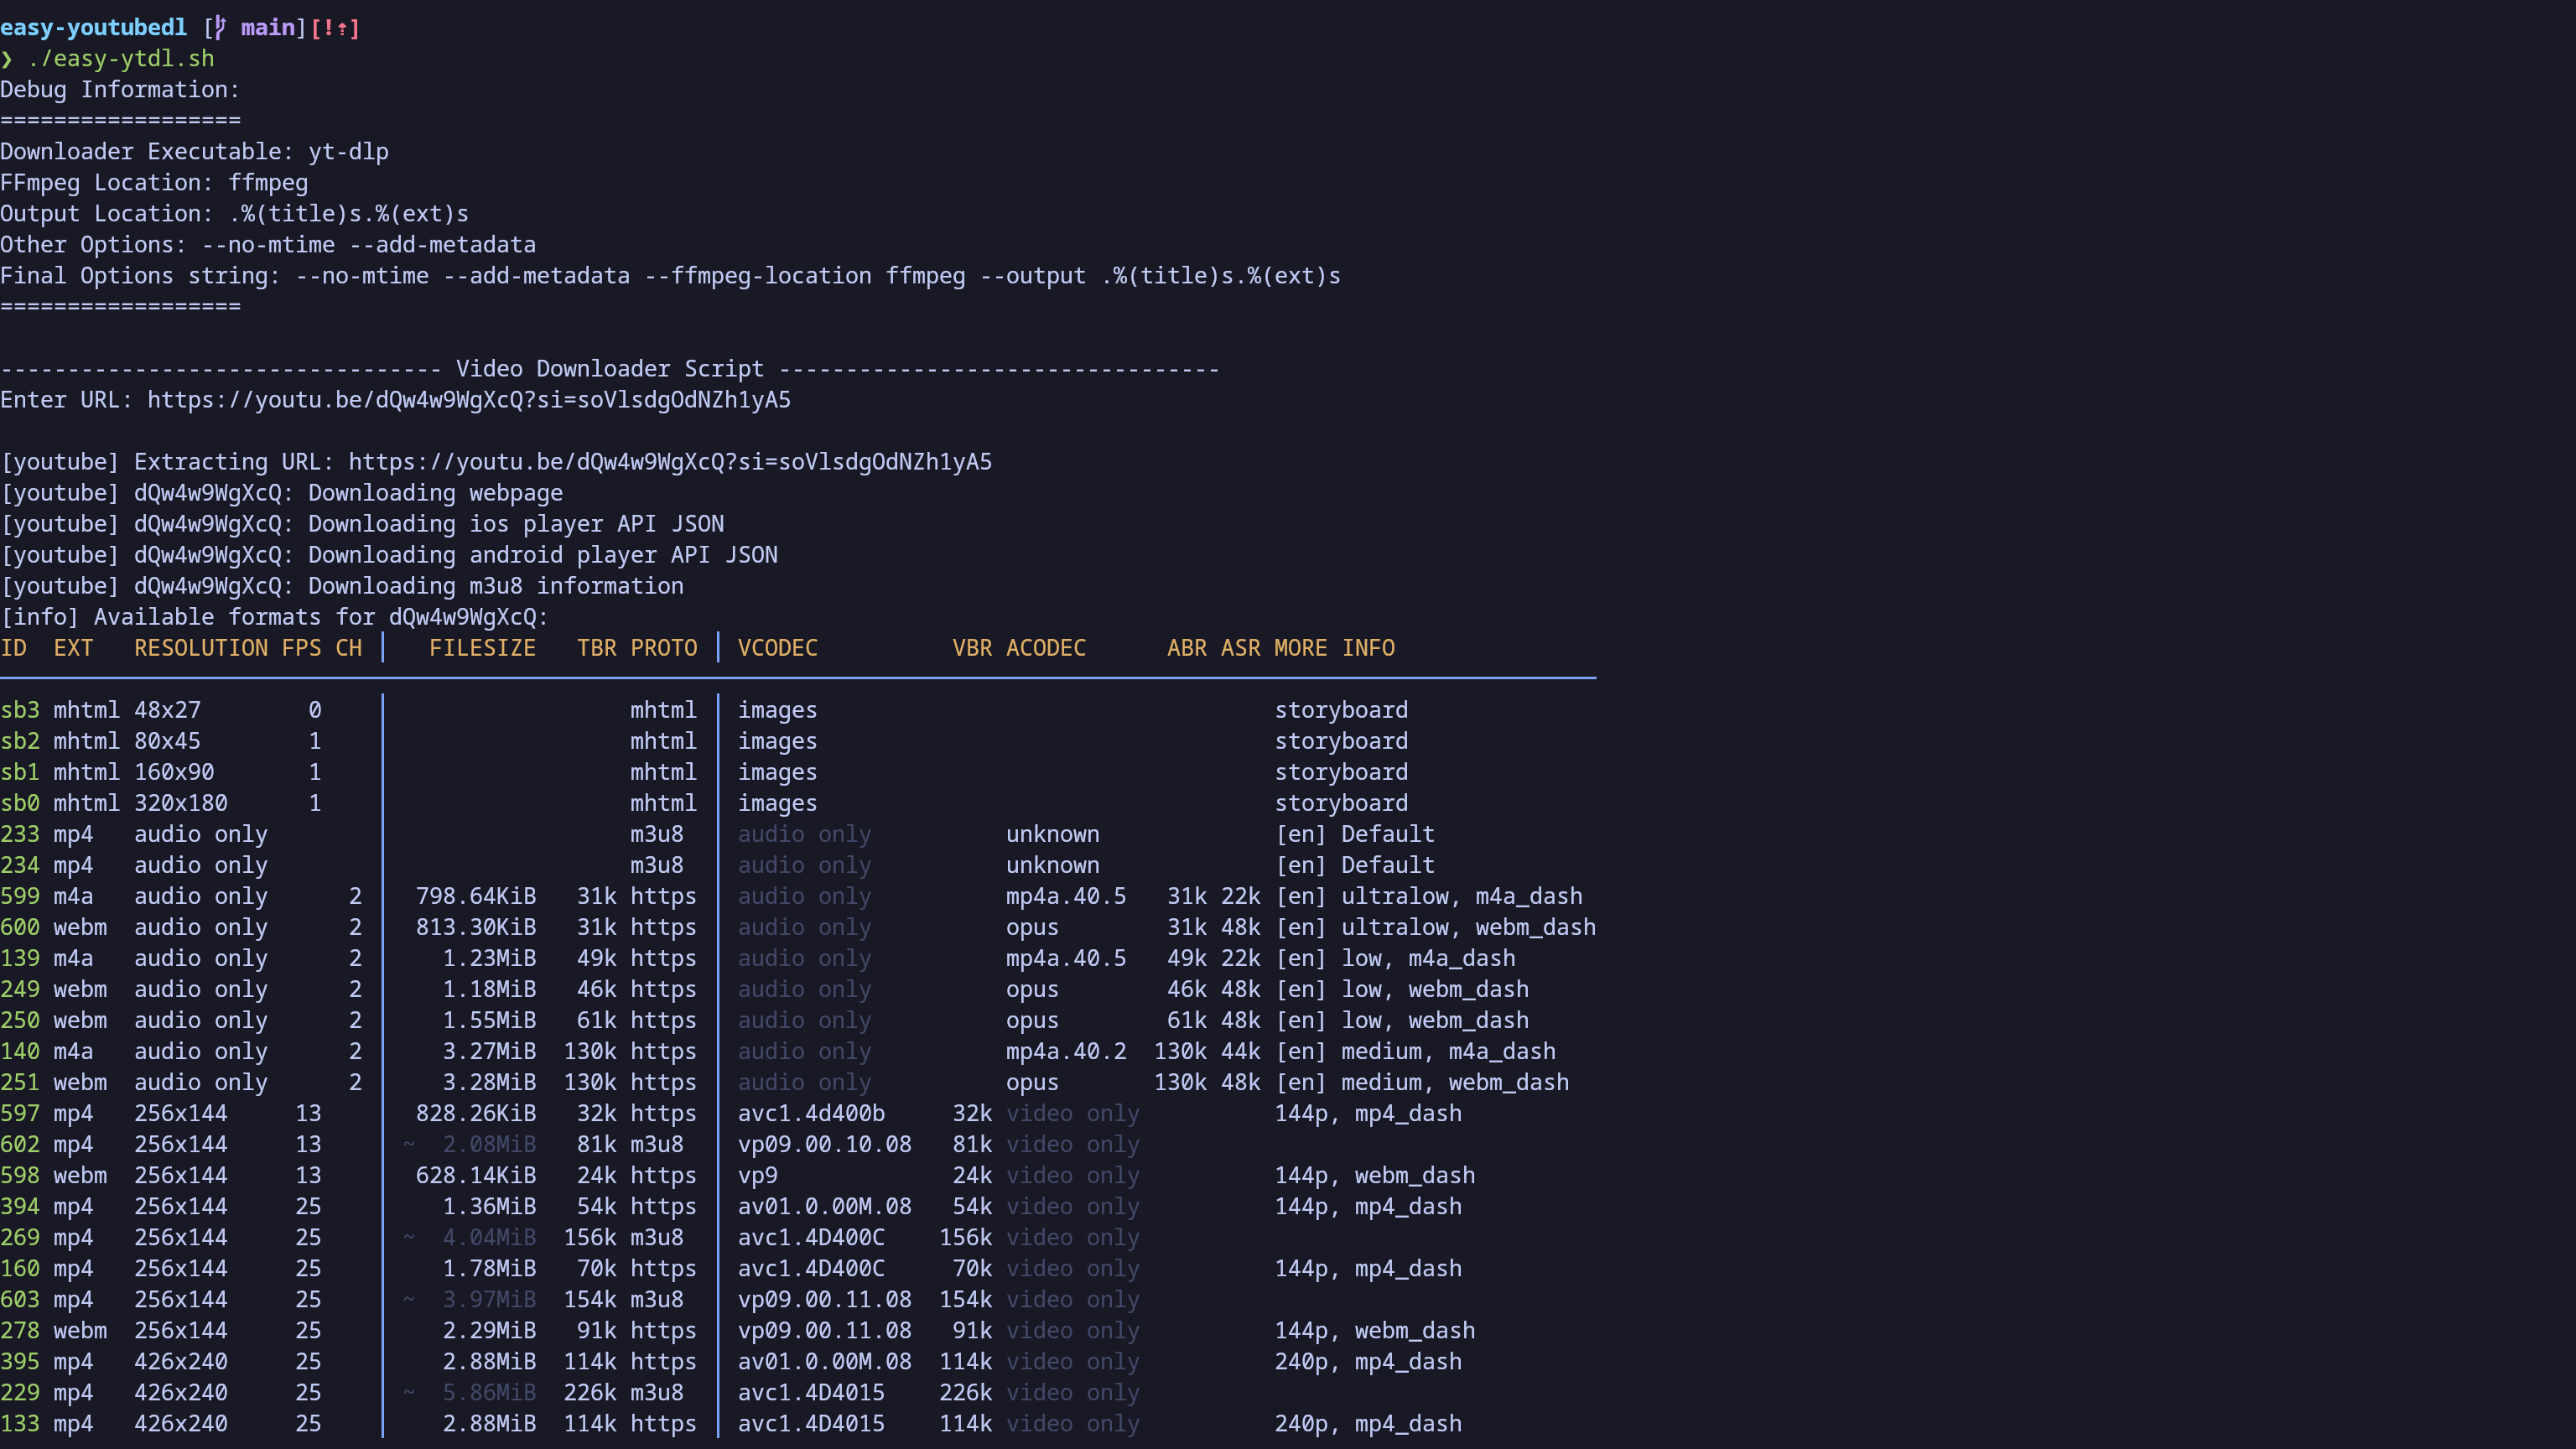 easy-youtubedl [ main][!⇡]
❯ ./easy-ytdl.sh
Debug Information:
==================
Downloader Executable: yt-dlp
FFmpeg Location: ffmpeg
Output Location: .%(title)s.%(ext)s
Other Options: --no-mtime --add-metadata
Final Options string: --no-mtime --add-metadata --ffmpeg-location ffmpeg --output .%(title)s.%(ext)s
==================
--------------------------------- Video Downloader Script ---------------------------------
Enter URL: https://youtu.be/dQw4w9WgXcQ?si=soVlsdgOdNZh1yA5
[youtube] Extracting URL: https://youtu.be/dQw4w9WgXcQ?si=soVlsdgOdNZh1yA5
[youtube] dQw4w9WgXcQ: Downloading webpage
[youtube] dQw4w9WgXcQ: Downloading ios player API JSON
[youtube] dQw4w9WgXcQ: Downloading android player API JSON
[youtube] dQw4w9WgXcQ: Downloading m3u8 information
[info] Available formats for dQw4w9WgXcQ:
ID  EXT   RESOLUTION FPS CH │   FILESIZE   TBR PROTO │ VCODEC          VBR ACODEC      ABR ASR MORE INFO
sb3 mhtml 48x27        0    │                  mhtml │ images                                  storyboard
sb2 mhtml 80x45        1    │                  mhtml │ images                                  storyboard
sb1 mhtml 160x90       1    │                  mhtml │ images                                  storyboard
sb0 mhtml 320x180      1    │                  mhtml │ images                                  storyboard
233 mp4   audio only        │                  m3u8  │ audio only          unknown             [en] Default
234 mp4   audio only        │                  m3u8  │ audio only          unknown             [en] Default
599 m4a   audio only      2 │  798.64KiB   31k https │ audio only          mp4a.40.5   31k 22k [en] ultralow, m4a_dash
600 webm  audio only      2 │  813.30KiB   31k https │ audio only          opus        31k 48k [en] ultralow, webm_dash
139 m4a   audio only      2 │    1.23MiB   49k https │ audio only          mp4a.40.5   49k 22k [en] low, m4a_dash
249 webm  audio only      2 │    1.18MiB   46k https │ audio only          opus        46k 48k [en] low, webm_dash
250 webm  audio only      2 │    1.55MiB   61k https │ audio only          opus        61k 48k [en] low, webm_dash
140 m4a   audio only      2 │    3.27MiB  130k https │ audio only          mp4a.40.2  130k 44k [en] medium, m4a_dash
251 webm  audio only      2 │    3.28MiB  130k https │ audio only          opus       130k 48k [en] medium, webm_dash
597 mp4   256x144     13    │  828.26KiB   32k https │ avc1.4d400b     32k video only          144p, mp4_dash
602 mp4   256x144     13    │ ~  2.08MiB   81k m3u8  │ vp09.00.10.08   81k video only
598 webm  256x144     13    │  628.14KiB   24k https │ vp9             24k video only          144p, webm_dash
394 mp4   256x144     25    │    1.36MiB   54k https │ av01.0.00M.08   54k video only          144p, mp4_dash
269 mp4   256x144     25    │ ~  4.04MiB  156k m3u8  │ avc1.4D400C    156k video only
160 mp4   256x144     25    │    1.78MiB   70k https │ avc1.4D400C     70k video only          144p, mp4_dash
603 mp4   256x144     25    │ ~  3.97MiB  154k m3u8  │ vp09.00.11.08  154k video only
278 webm  256x144     25    │    2.29MiB   91k https │ vp09.00.11.08   91k video only          144p, webm_dash
395 mp4   426x240     25    │    2.88MiB  114k https │ av01.0.00M.08  114k video only          240p, mp4_dash
229 mp4   426x240     25    │ ~  5.86MiB  226k m3u8  │ avc1.4D4015    226k video only
133 mp4   426x240     25    │    2.88MiB  114k https │ avc1.4D4015    114k video only          240p, mp4_dash